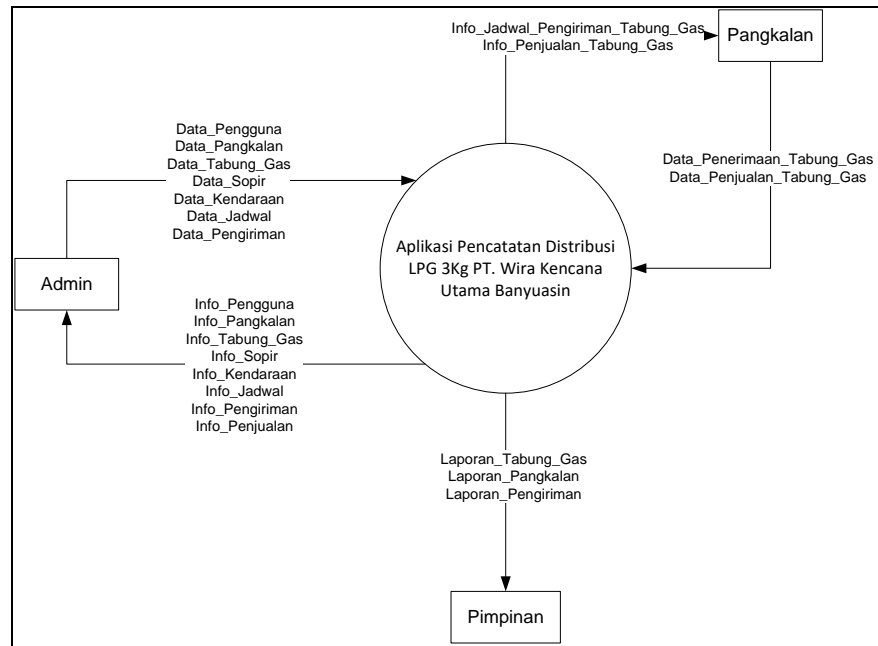 Info_Jadwal_Pengiriman_Tabung_Gas
Info_Penjualan_Tabung_Gas
Pangkalan
Data_Pengguna
Data_Pangkalan
Data_Tabung_Gas
Data_Sopir
Data_Kendaraan
Data_Jadwal
Data_Pengiriman
Data_Penerimaan_Tabung_Gas
Data_Penjualan_Tabung_Gas
Aplikasi Pencatatan Distribusi
LPG 3Kg PT. Wira Kencana
Utama Banyuasin
Admin
Info_Pengguna
Info_Pangkalan
Info_Tabung_Gas
Info_Sopir
Info_Kendaraan
Info_Jadwal
Info_Pengiriman
Info_Penjualan
Laporan_Tabung_Gas
Laporan_Pangkalan
Laporan_Pengiriman
Pimpinan